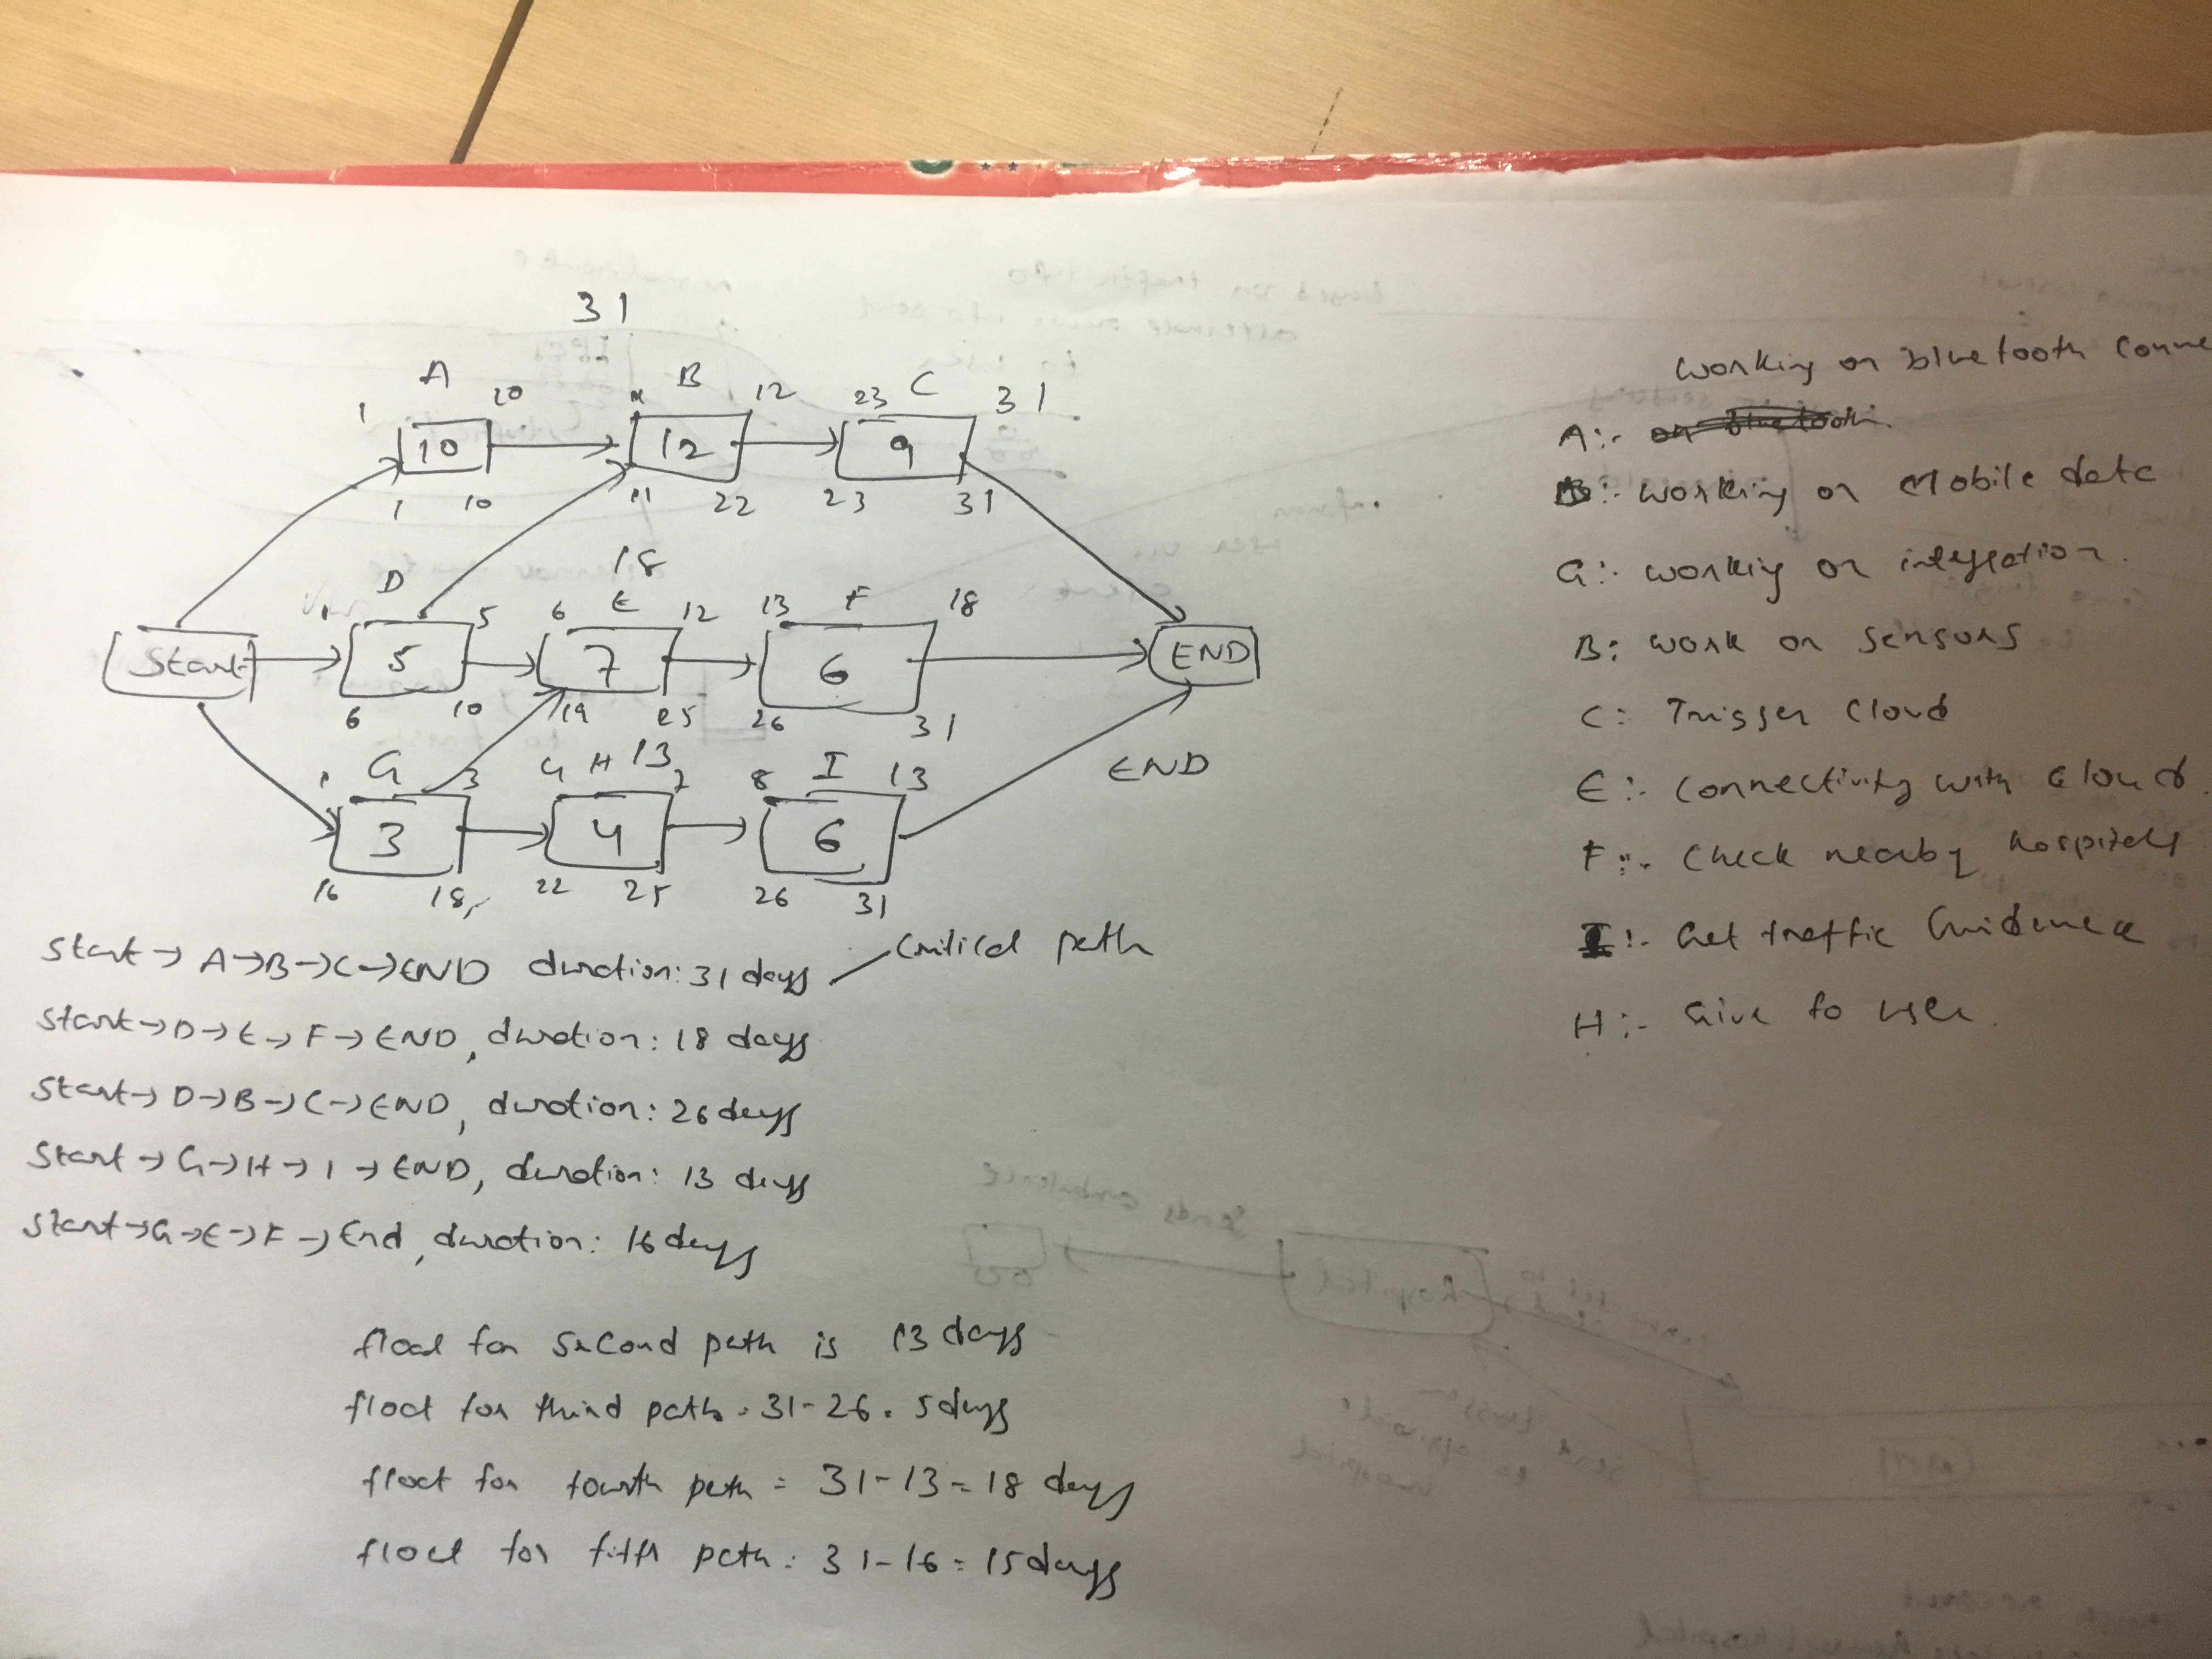 31
A B C
1 10 12 23 31
10 12 9
1 10 11 22 23 31
18
D E F
1 5 6 12 13 18
Start 5 7 6 END
6 10 19 25 26 31
G 3 4 H 13 7 8 I 13
END
3 4 6
16 18 22 25 26 31
Start → A→B→C→END duration: 31 days critical path
Start→D→E→F→END, duration: 18 days
Start→D→B→C→END, duration: 26 days
Start→G→H→I→END, duration: 13 days
Start→G→E→F→End, duration: 16 days
float for second path is 13 days
float for third path = 31-26 = 5days
float for fourth path = 31-13 = 18 days
float for fifth path = 31-16 = 15days
working on bluetooth conne
A:- on bluetooth.
B:- working on Mobile data
G:- working on integration.
B: work on sensors
C: Trigger Cloud
E:- Connectivity with Cloud.
F:- Check nearby hospitals
I:- Get traffic Guidance
H:- Give to user.